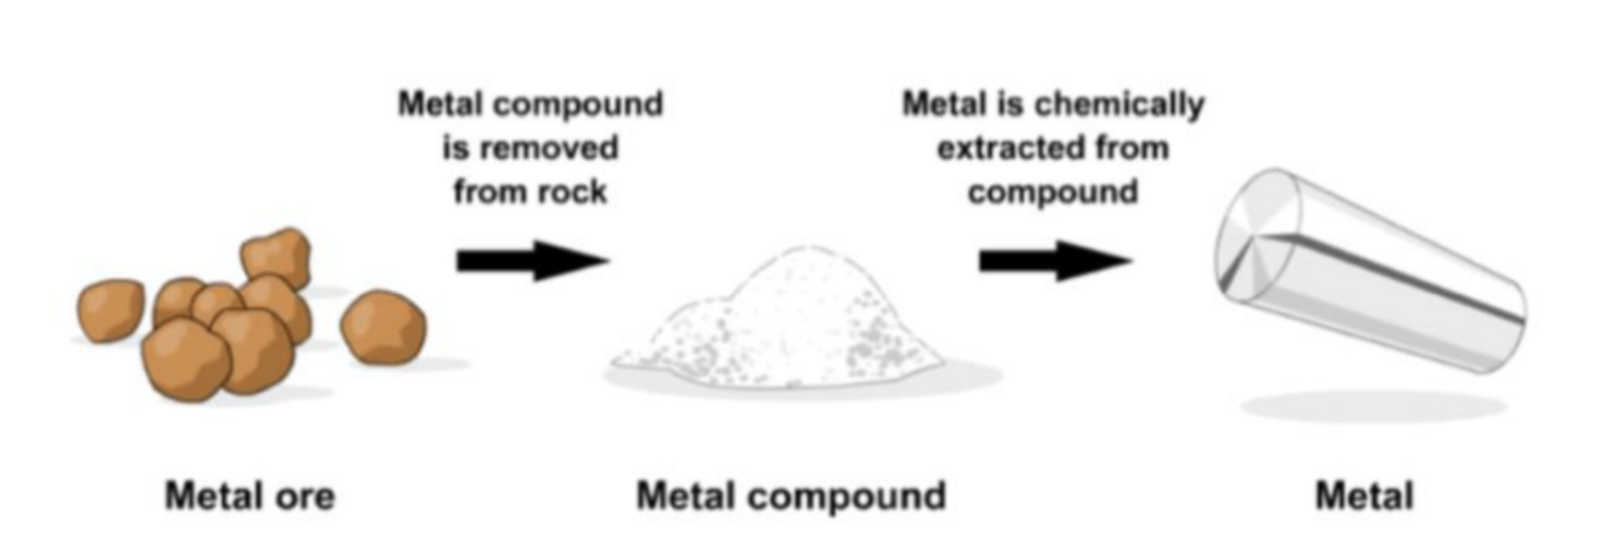 Metal compound
is removed
from rock
Metal is chemically
extracted from
compound
Metal ore
Metal compound
Metal